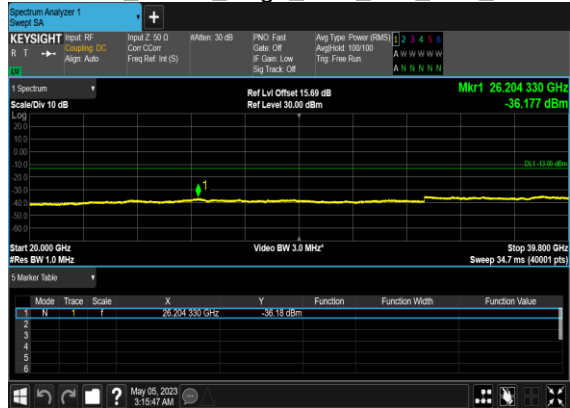 Spectrum Analyzer 1
Swept SA
+
KEYSIGHT Input: RF Input Z: 50 Ω #Atten: 30 dB PNO: Fast Avg Type: Power (RMS) 1 2 3 4 5 6
R T Coupling: DC Corr CCorr Gate: Off Avg|Hold: 100/100 A W W W W W
Align: Auto Freq Ref: Int (S) IF Gain: Low Trig: Free Run
LM Sig Track: Off A N N N N N
1 Spectrum Ref Lvl Offset 15.69 dB Mkr1 26.204 330 GHz
Scale/Div 10 dB Ref Level 30.00 dBm -36.177 dBm
Log
20.0
10.0
0.00
-10.0 DL1 -13.00 dBm
-20.0
-30.0 1
-40.0
-50.0
-60.0
Start 20.000 GHz Video BW 3.0 MHz* Stop 39.800 GHz
#Res BW 1.0 MHz Sweep 34.7 ms (40001 pts)
5 Marker Table
Mode Trace Scale X Y Function Function Width Function Value
1 N 1 f 26.204 330 GHz -36.18 dBm
2
3
4
5
6
? May 05, 2023
3:15:47 AM